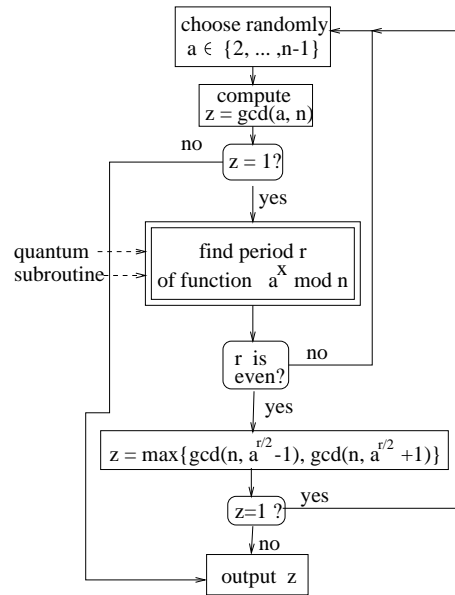 choose randomly
a ∈ {2, ... ,n-1}
compute
z = gcd(a, n)
no
z = 1?
yes
quantum
subroutine
find period r
of function a^x mod n
r is
even?
no
yes
z = max{gcd(n, a^{r/2} -1), gcd(n, a^{r/2} +1)}
z=1 ?
yes
no
output z